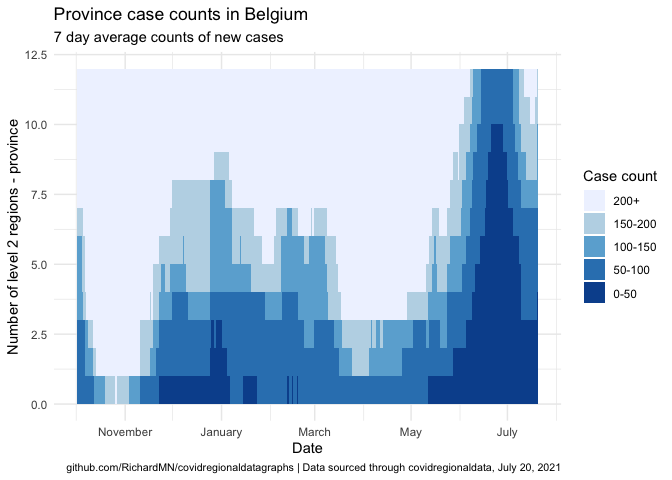 Province case counts in Belgium
7 day average counts of new cases
12.5
10.0
7.5
5.0
2.5
0.0
Number of level 2 regions - province
November
January
March
May
July
Date
Case count
200+
150-200
100-150
50-100
0-50
github.com/RichardMN/covidregionaldatagraphs | Data sourced through covidregionaldata, July 20, 2021